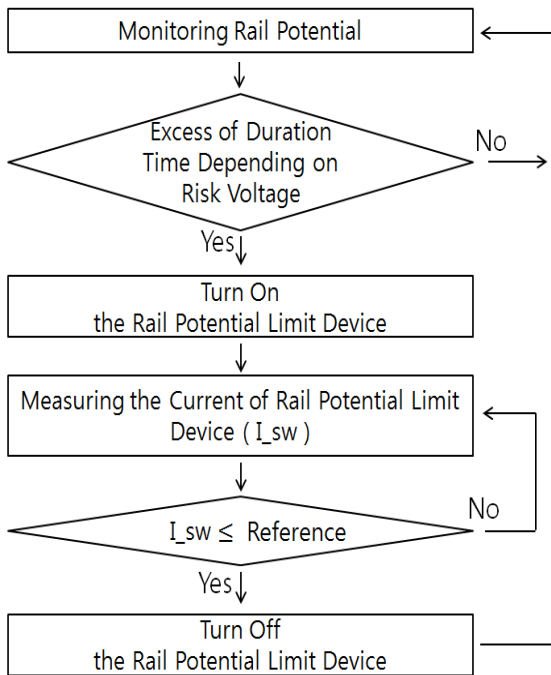 Monitoring Rail Potential
Excess of Duration
Time Depending on
Risk Voltage
No
Yes
Turn On
the Rail Potential Limit Device
Measuring the Current of Rail Potential Limit
Device ( I_sw )
I_sw ≤ Reference
No
Yes
Turn Off
the Rail Potential Limit Device